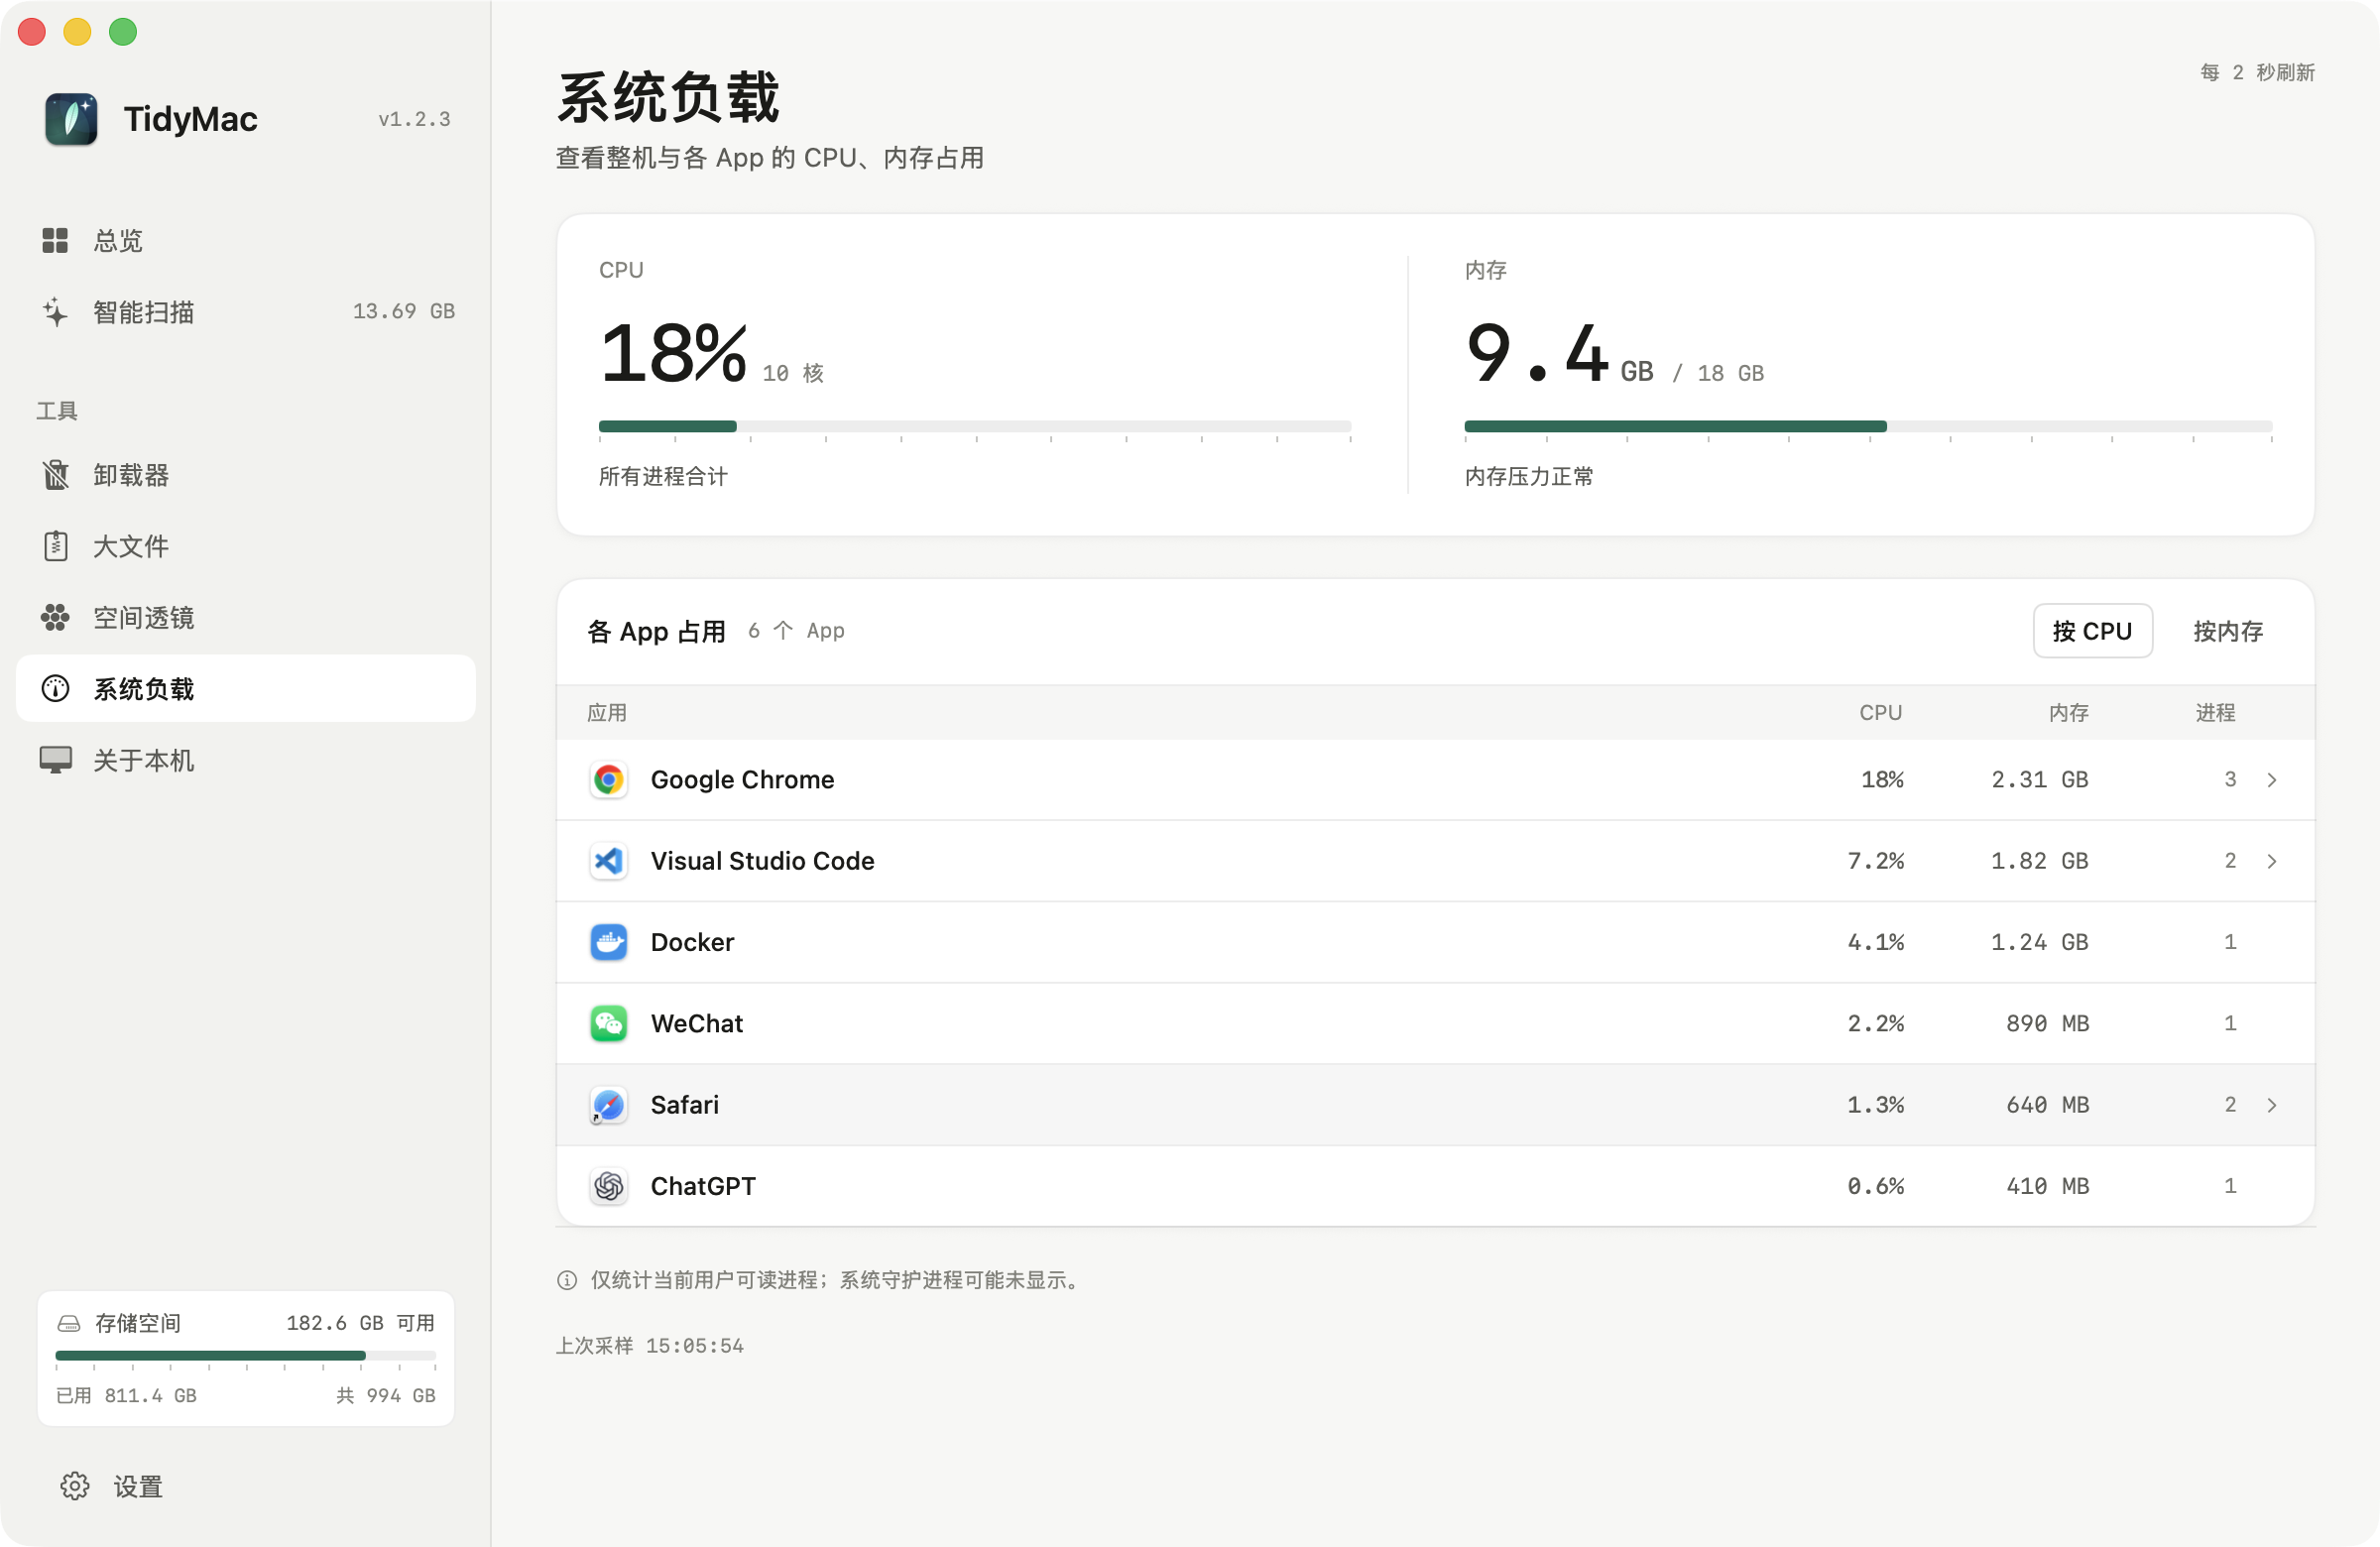 TidyMac v1.2.3
总览
智能扫描 13.69 GB
工具
卸载器
大文件
空间透镜
系统负载
关于本机
存储空间 182.6 GB 可用
已用 811.4 GB 共 994 GB
设置
每 2 秒刷新
系统负载
查看整机与各 App 的 CPU、内存占用
CPU
18% 10 核
所有进程合计
内存
9.4 GB / 18 GB
内存压力正常
各 App 占用 6 个 App 按 CPU 按内存
应用 CPU 内存 进程
Google Chrome 18% 2.31 GB 3
Visual Studio Code 7.2% 1.82 GB 2
Docker 4.1% 1.24 GB 1
WeChat 2.2% 890 MB 1
Safari 1.3% 640 MB 2
ChatGPT 0.6% 410 MB 1
仅统计当前用户可读进程；系统守护进程可能未显示。
上次采样 15:05:54